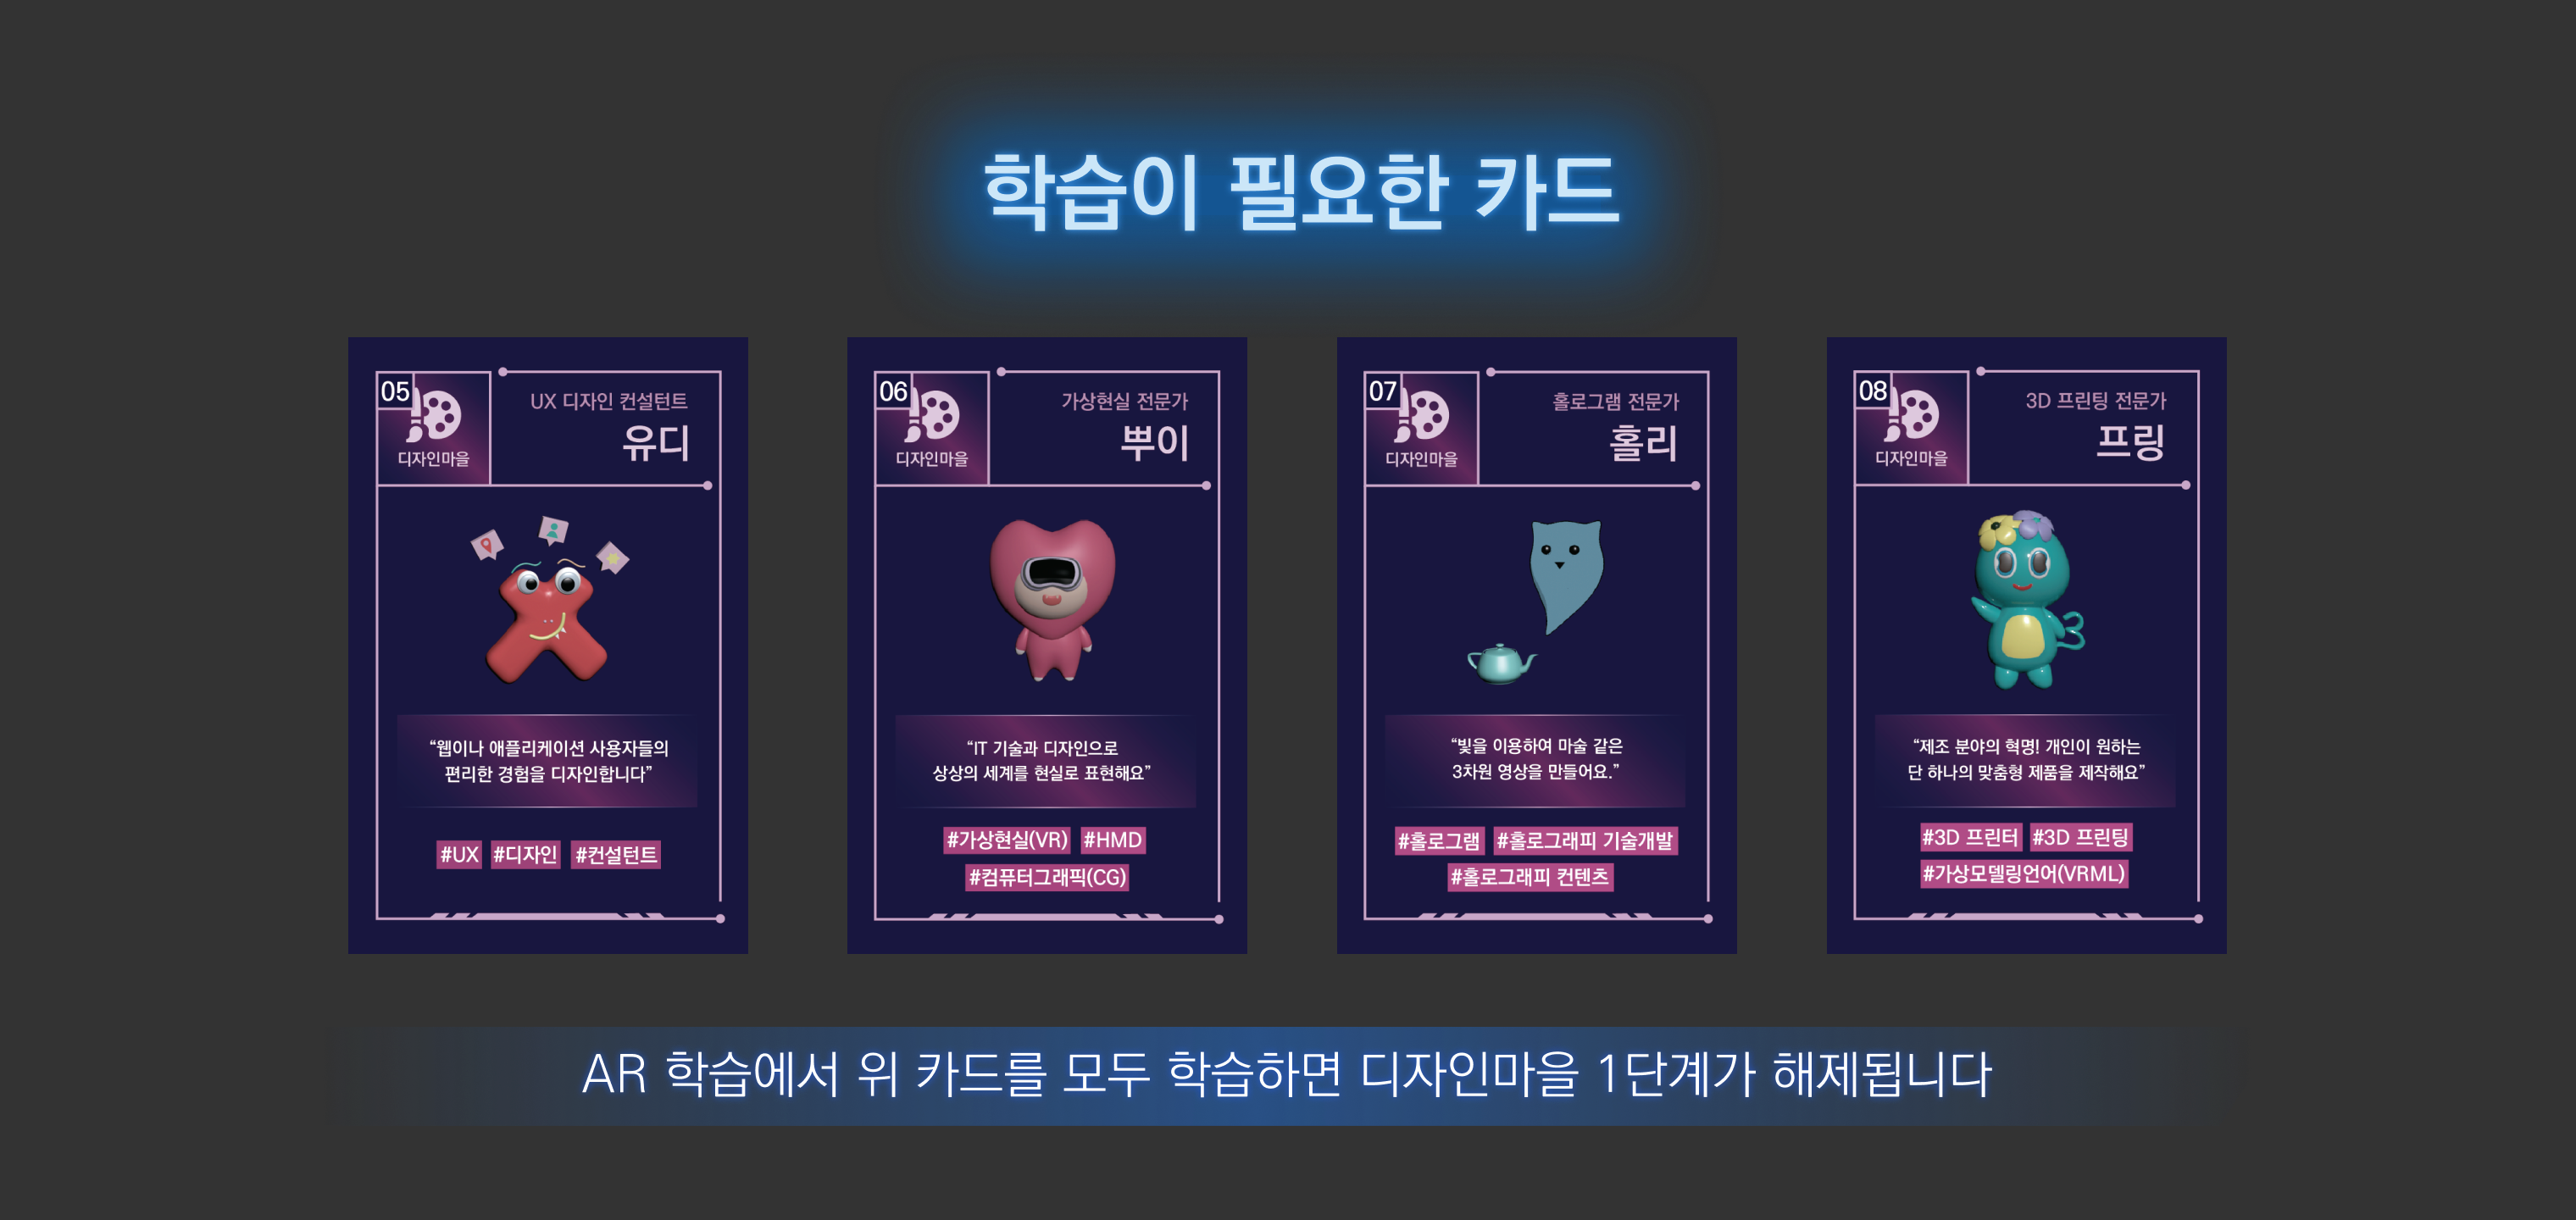 학습이 필요한 카드
05
디자인마을
UX 디자인 컨설턴트
유디
“웹이나 애플리케이션 사용자들의
편리한 경험을 디자인합니다”
#UX #디자인 #컨설턴트
06
디자인마을
가상현실 전문가
뿌이
“IT 기술과 디자인으로
상상의 세계를 현실로 표현해요”
#가상현실(VR) #HMD
#컴퓨터그래픽(CG)
07
디자인마을
홀로그램 전문가
홀리
“빛을 이용하여 마술 같은
3차원 영상을 만들어요.”
#홀로그램 #홀로그래피 기술개발
#홀로그래피 컨텐츠
08
디자인마을
3D 프린팅 전문가
프링
“제조 분야의 혁명! 개인이 원하는
단 하나의 맞춤형 제품을 제작해요”
#3D 프린터 #3D 프린팅
#가상모델링언어(VRML)
AR 학습에서 위 카드를 모두 학습하면 디자인마을 1단계가 해제됩니다